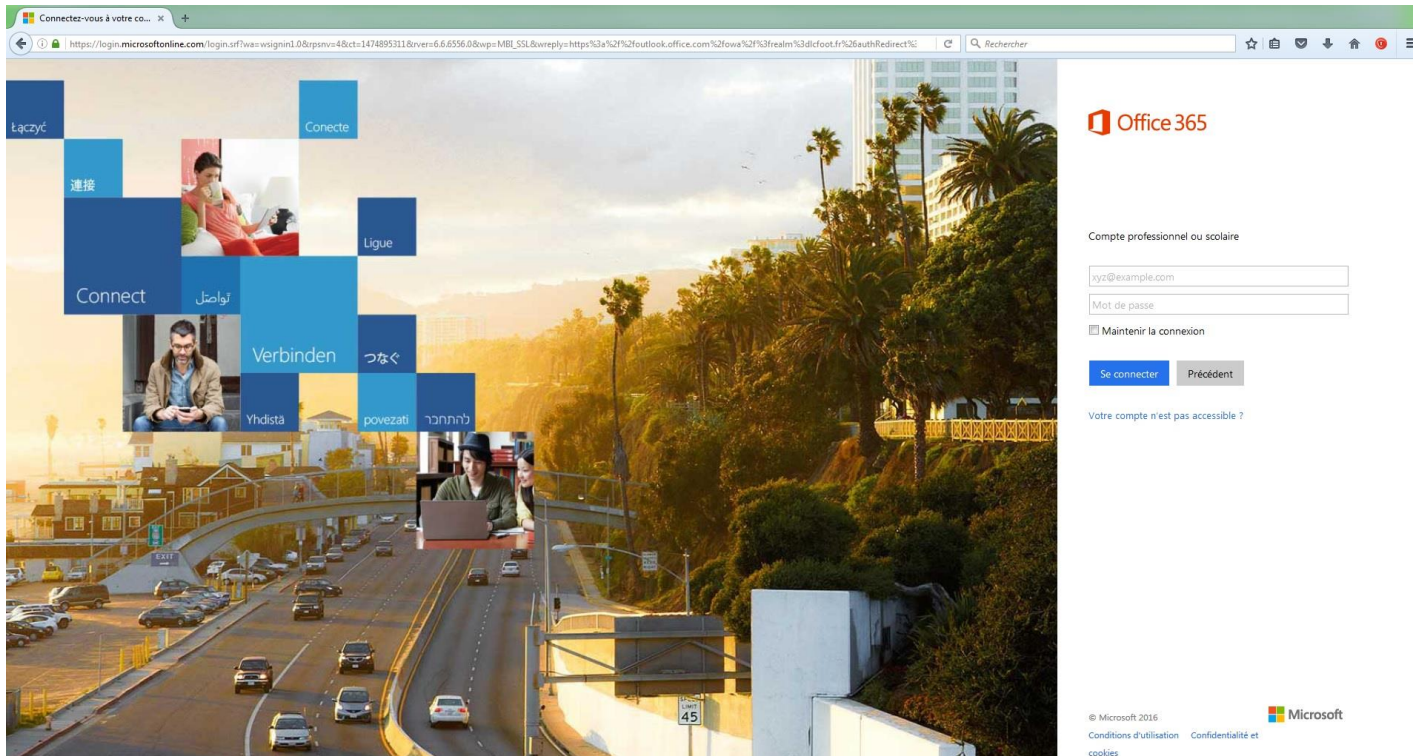 Connectez-vous à votre co...
https://login.microsoftonline.com/login.srf?wa=wsignin1.0&rpsnv=4&ct=1474895311&rver=6.6.6556.0&wp=MBI_SSL&wreply=https%3a%2f%2foutlook.office.com%2fowa%2f%3frealm%3dlcfoot.fr%26authRedirect%
Rechercher
Łączyć
Conecte
連接
Ligue
Connect
تواصَل
Verbinden
つなぐ
Yhdistä
povezati
להתחבר
EXIT
LIMIT
45
Office 365
Compte professionnel ou scolaire
xyz@example.com
Mot de passe
Maintenir la connexion
Se connecter
Précédent
Votre compte n'est pas accessible ?
© Microsoft 2016
Microsoft
Conditions d'utilisation
Confidentialité et
cookies